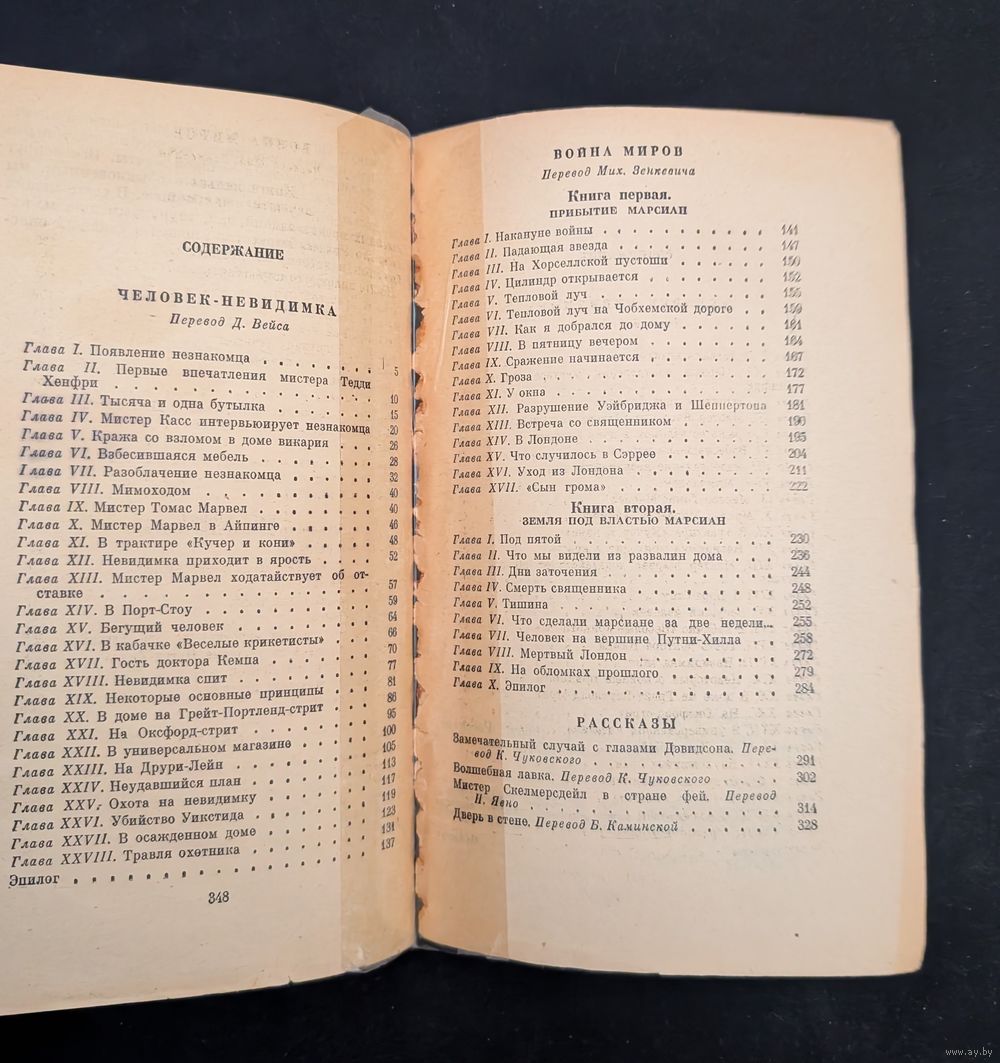 СОДЕРЖАНИЕ
ЧЕЛОВЕК-НЕВИДИМКА
Перевод Д. Вейса
Глава I. Появление незнакомца . . . . . . . 5
Глава II. Первые впечатления мистера Тедди
Хенфри . . . . . . . . . . . . . . 10
Глава III. Тысяча и одна бутылка . . . . . . 15
Глава IV. Мистер Касс интервьюирует незнакомца 20
Глава V. Кража со взломом в доме викария . . 26
Глава VI. Взбесившаяся мебель . . . . . . . 28
Глава VII. Разоблачение незнакомца . . . . . 32
Глава VIII. Мимоходом . . . . . . . . . . 40
Глава IX. Мистер Томас Марвел . . . . . . . 40
Глава X. Мистер Марвел в Айпинге . . . . . 46
Глава XI. В трактире «Кучер и кони» . . . . . 48
Глава XII. Невидимка приходит в ярость . . . . 52
Глава XIII. Мистер Марвел ходатайствует об от-
ставке . . . . . . . . . . . . . . . 57
Глава XIV. В Порт-Стоу . . . . . . . . . . 59
Глава XV. Бегущий человек . . . . . . . . 64
Глава XVI. В кабачке «Веселые крикетисты» . . . 66
Глава XVII. Гость доктора Кемпа . . . . . . 70
Глава XVIII. Невидимка спит . . . . . . . . 77
Глава XIX. Некоторые основные принципы . . . 81
Глава XX. В доме на Грейт-Портленд-стрит . . . 86
Глава XXI. На Оксфорд-стрит . . . . . . . 95
Глава XXII. В универсальном магазине . . . . 100
Глава XXIII. На Друри-Лейн . . . . . . . . 105
Глава XXIV. Неудавшийся план . . . . . . . 113
Глава XXV. Охота на невидимку . . . . . . 117
Глава XXVI. Убийство Уикстида . . . . . . . 119
Глава XXVII. В осажденном доме . . . . . . 123
Глава XXVIII. Травля охотника . . . . . . . 131
Эпилог . . . . . . . . . . . . . . . . 137
348
ВОЙНА МИРОВ
Перевод Мих. Зенкевича
Книга первая.
ПРИБЫТИЕ МАРСИАН
Глава I. Накануне войны . . . . . . . . . . 141
Глава II. Падающая звезда . . . . . . . . . 147
Глава III. На Хорселлской пустоши . . . . . . 150
Глава IV. Цилиндр открывается . . . . . . . 152
Глава V. Тепловой луч . . . . . . . . . . 156
Глава VI. Тепловой луч на Чобхемской дороге . . 159
Глава VII. Как я добрался до дому . . . . . . 161
Глава VIII. В пятницу вечером . . . . . . . . 164
Глава IX. Сражение начинается . . . . . . . 167
Глава X. Гроза . . . . . . . . . . . . . 172
Глава XI. У окна . . . . . . . . . . . . 177
Глава XII. Разрушение Уэйбриджа и Шеппертона 181
Глава XIII. Встреча со священником . . . . . . 190
Глава XIV. В Лондоне . . . . . . . . . . . 195
Глава XV. Что случилось в Сэррее . . . . . . 204
Глава XVI. Уход из Лондона . . . . . . . . 211
Глава XVII. «Сын грома» . . . . . . . . . 222
Книга вторая.
ЗЕМЛЯ ПОД ВЛАСТЬЮ МАРСИАН
Глава I. Под пятой . . . . . . . . . . . . 230
Глава II. Что мы видели из развалин дома . . . 236
Глава III. Дни заточения . . . . . . . . . . 244
Глава IV. Смерть священника . . . . . . . . 248
Глава V. Тишина . . . . . . . . . . . . . 252
Глава VI. Что сделали марсиане за две недели... 255
Глава VII. Человек на вершине Путни-Хилла . . 258
Глава VIII. Мертвый Лондон . . . . . . . . 272
Глава IX. На обломках прошлого . . . . . . . 279
Глава X. Эпилог . . . . . . . . . . . . . 284
РАССКАЗЫ
Замечательный случай с глазами Дэвидсона. Пере-
вод К. Чуковского . . . . . . . . . . . 291
Волшебная лавка. Перевод К. Чуковского . . . . 302
Мистер Скелмерсдейл в стране фей. Перевод
Н. Явно . . . . . . . . . . . . . . . 314
Дверь в стене. Перевод Б. Каминской . . . . . . 328
www.ay.by